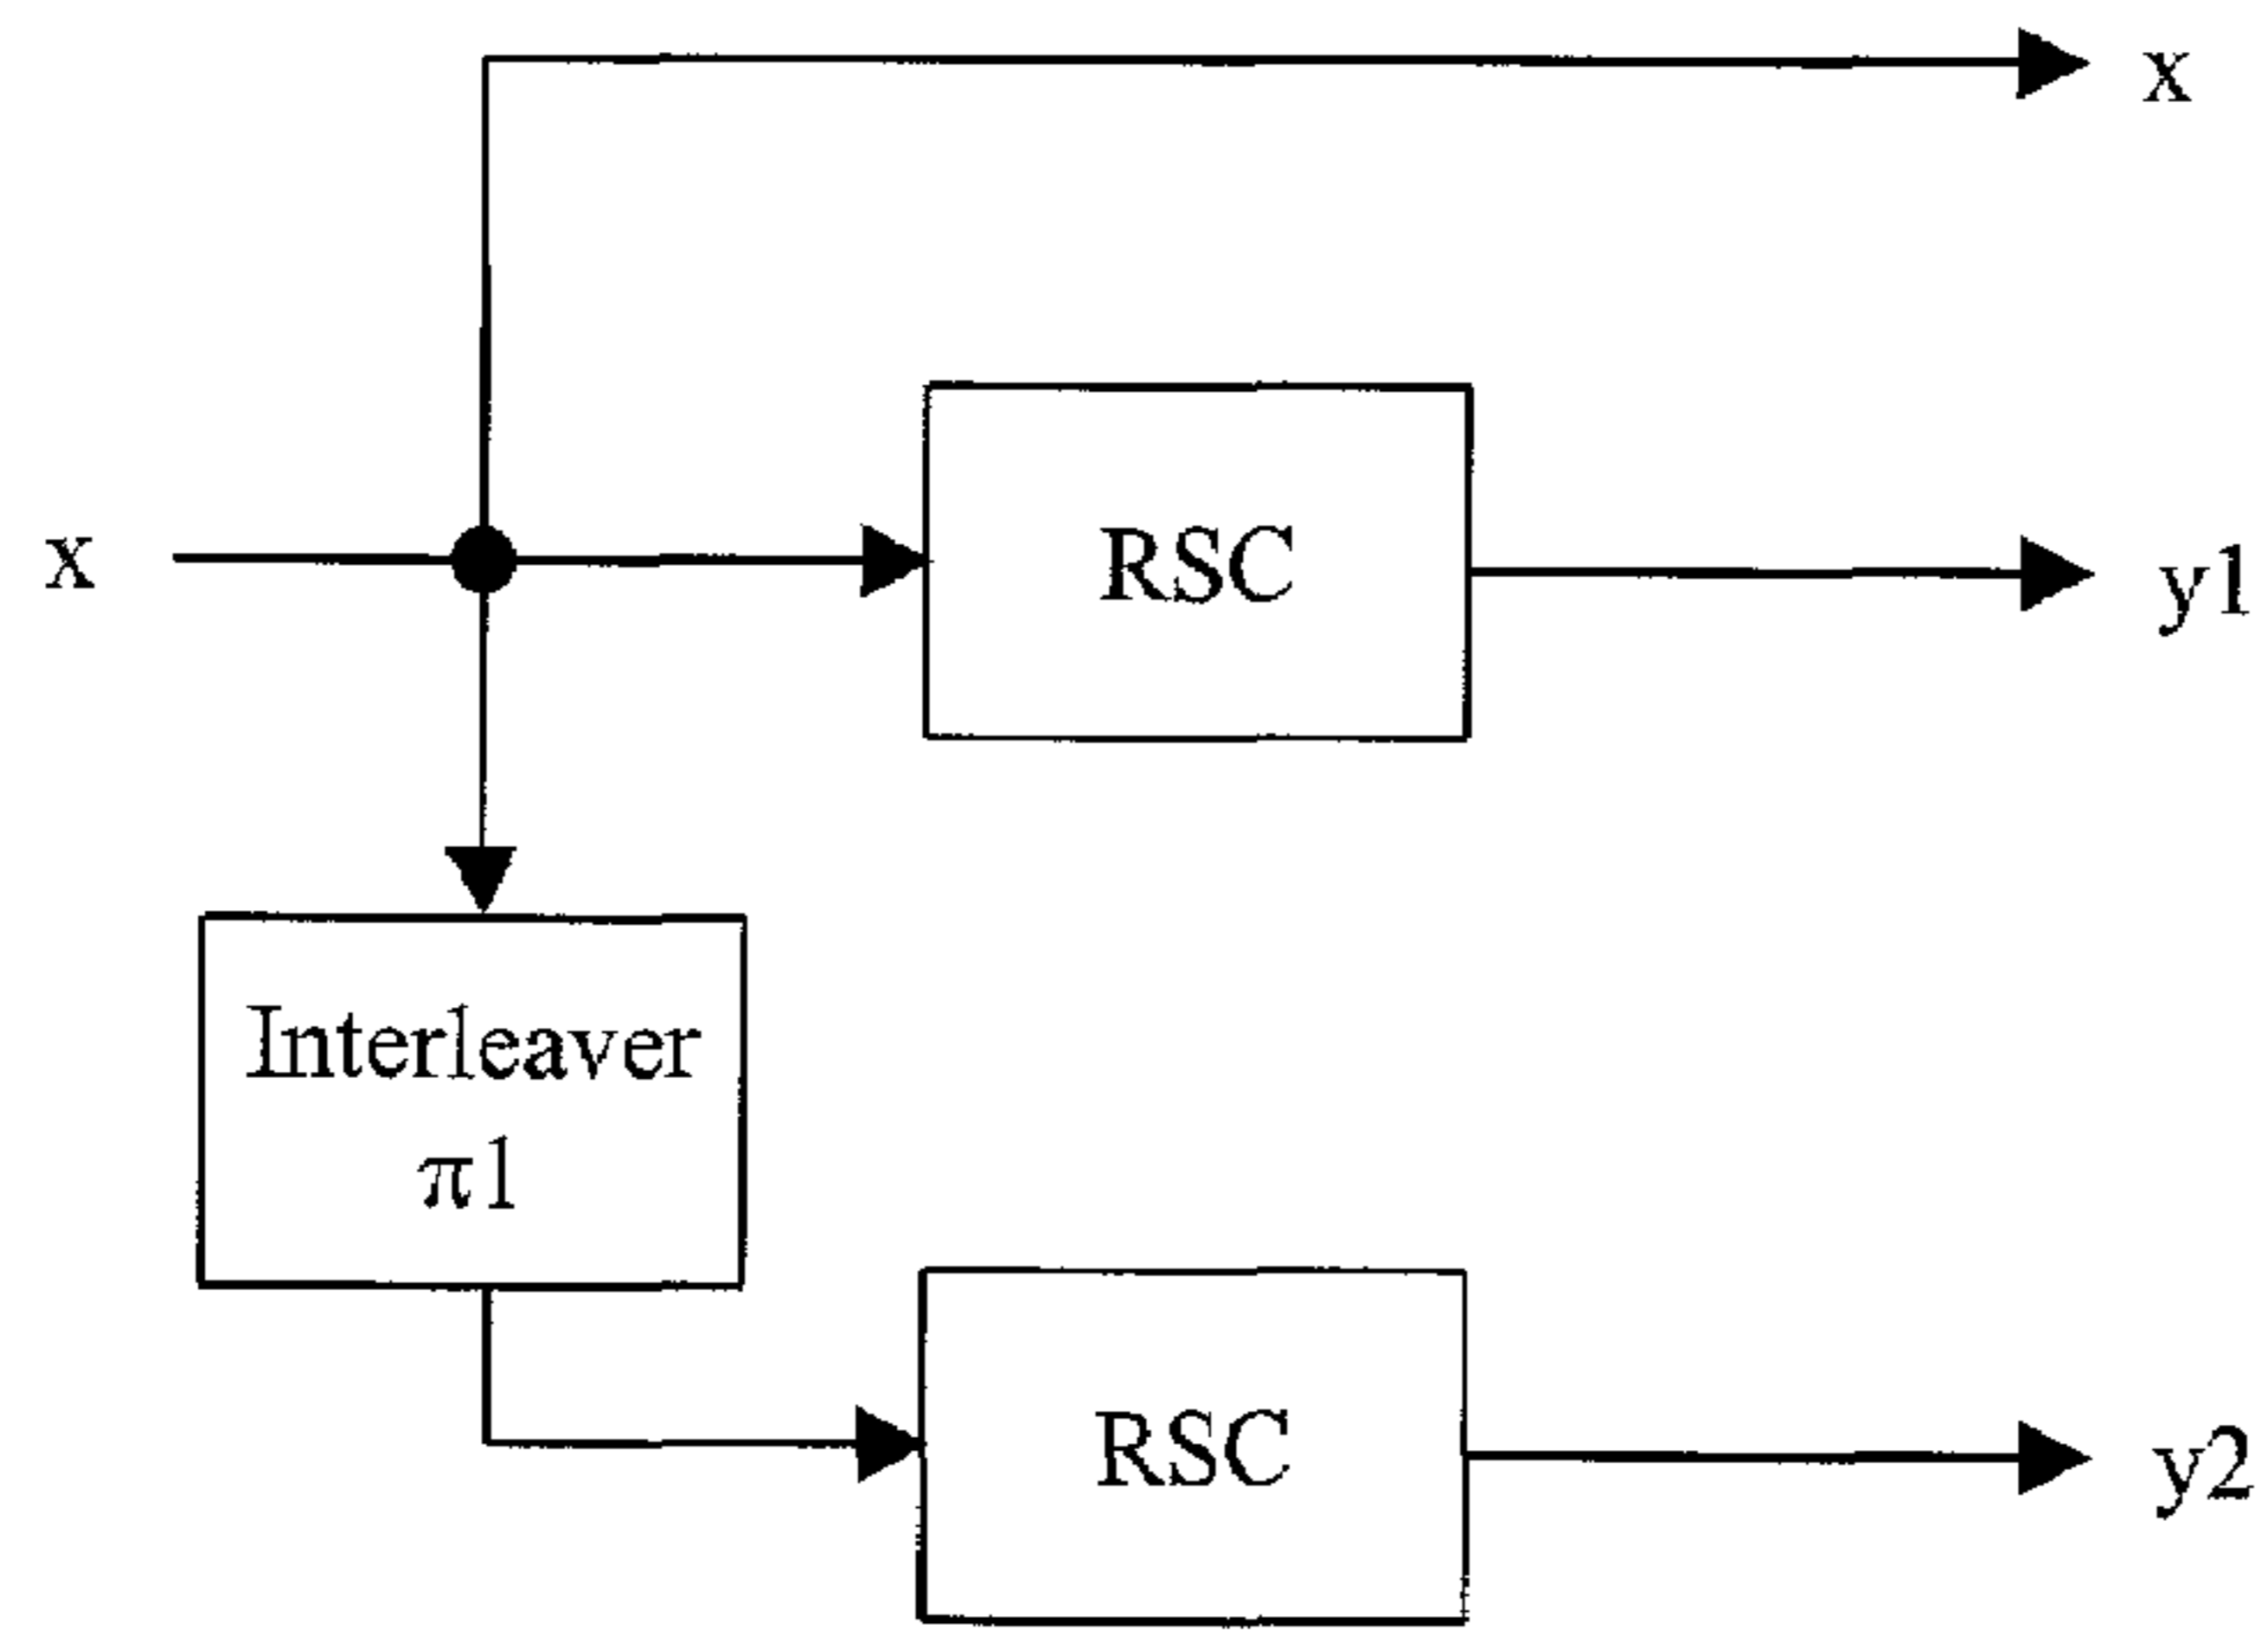 x
x
RSC
y1
Interleaver
π1
RSC
y2